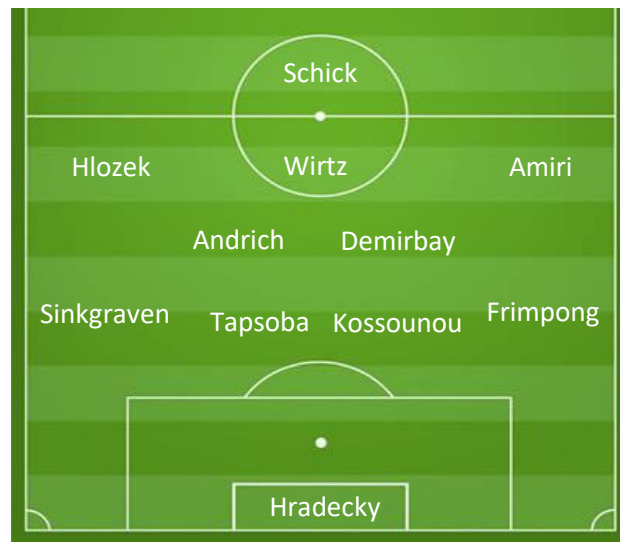 Schick
Hlozek Wirtz Amiri
Andrich Demirbay
Sinkgraven Tapsoba Kossounou Frimpong
Hradecky